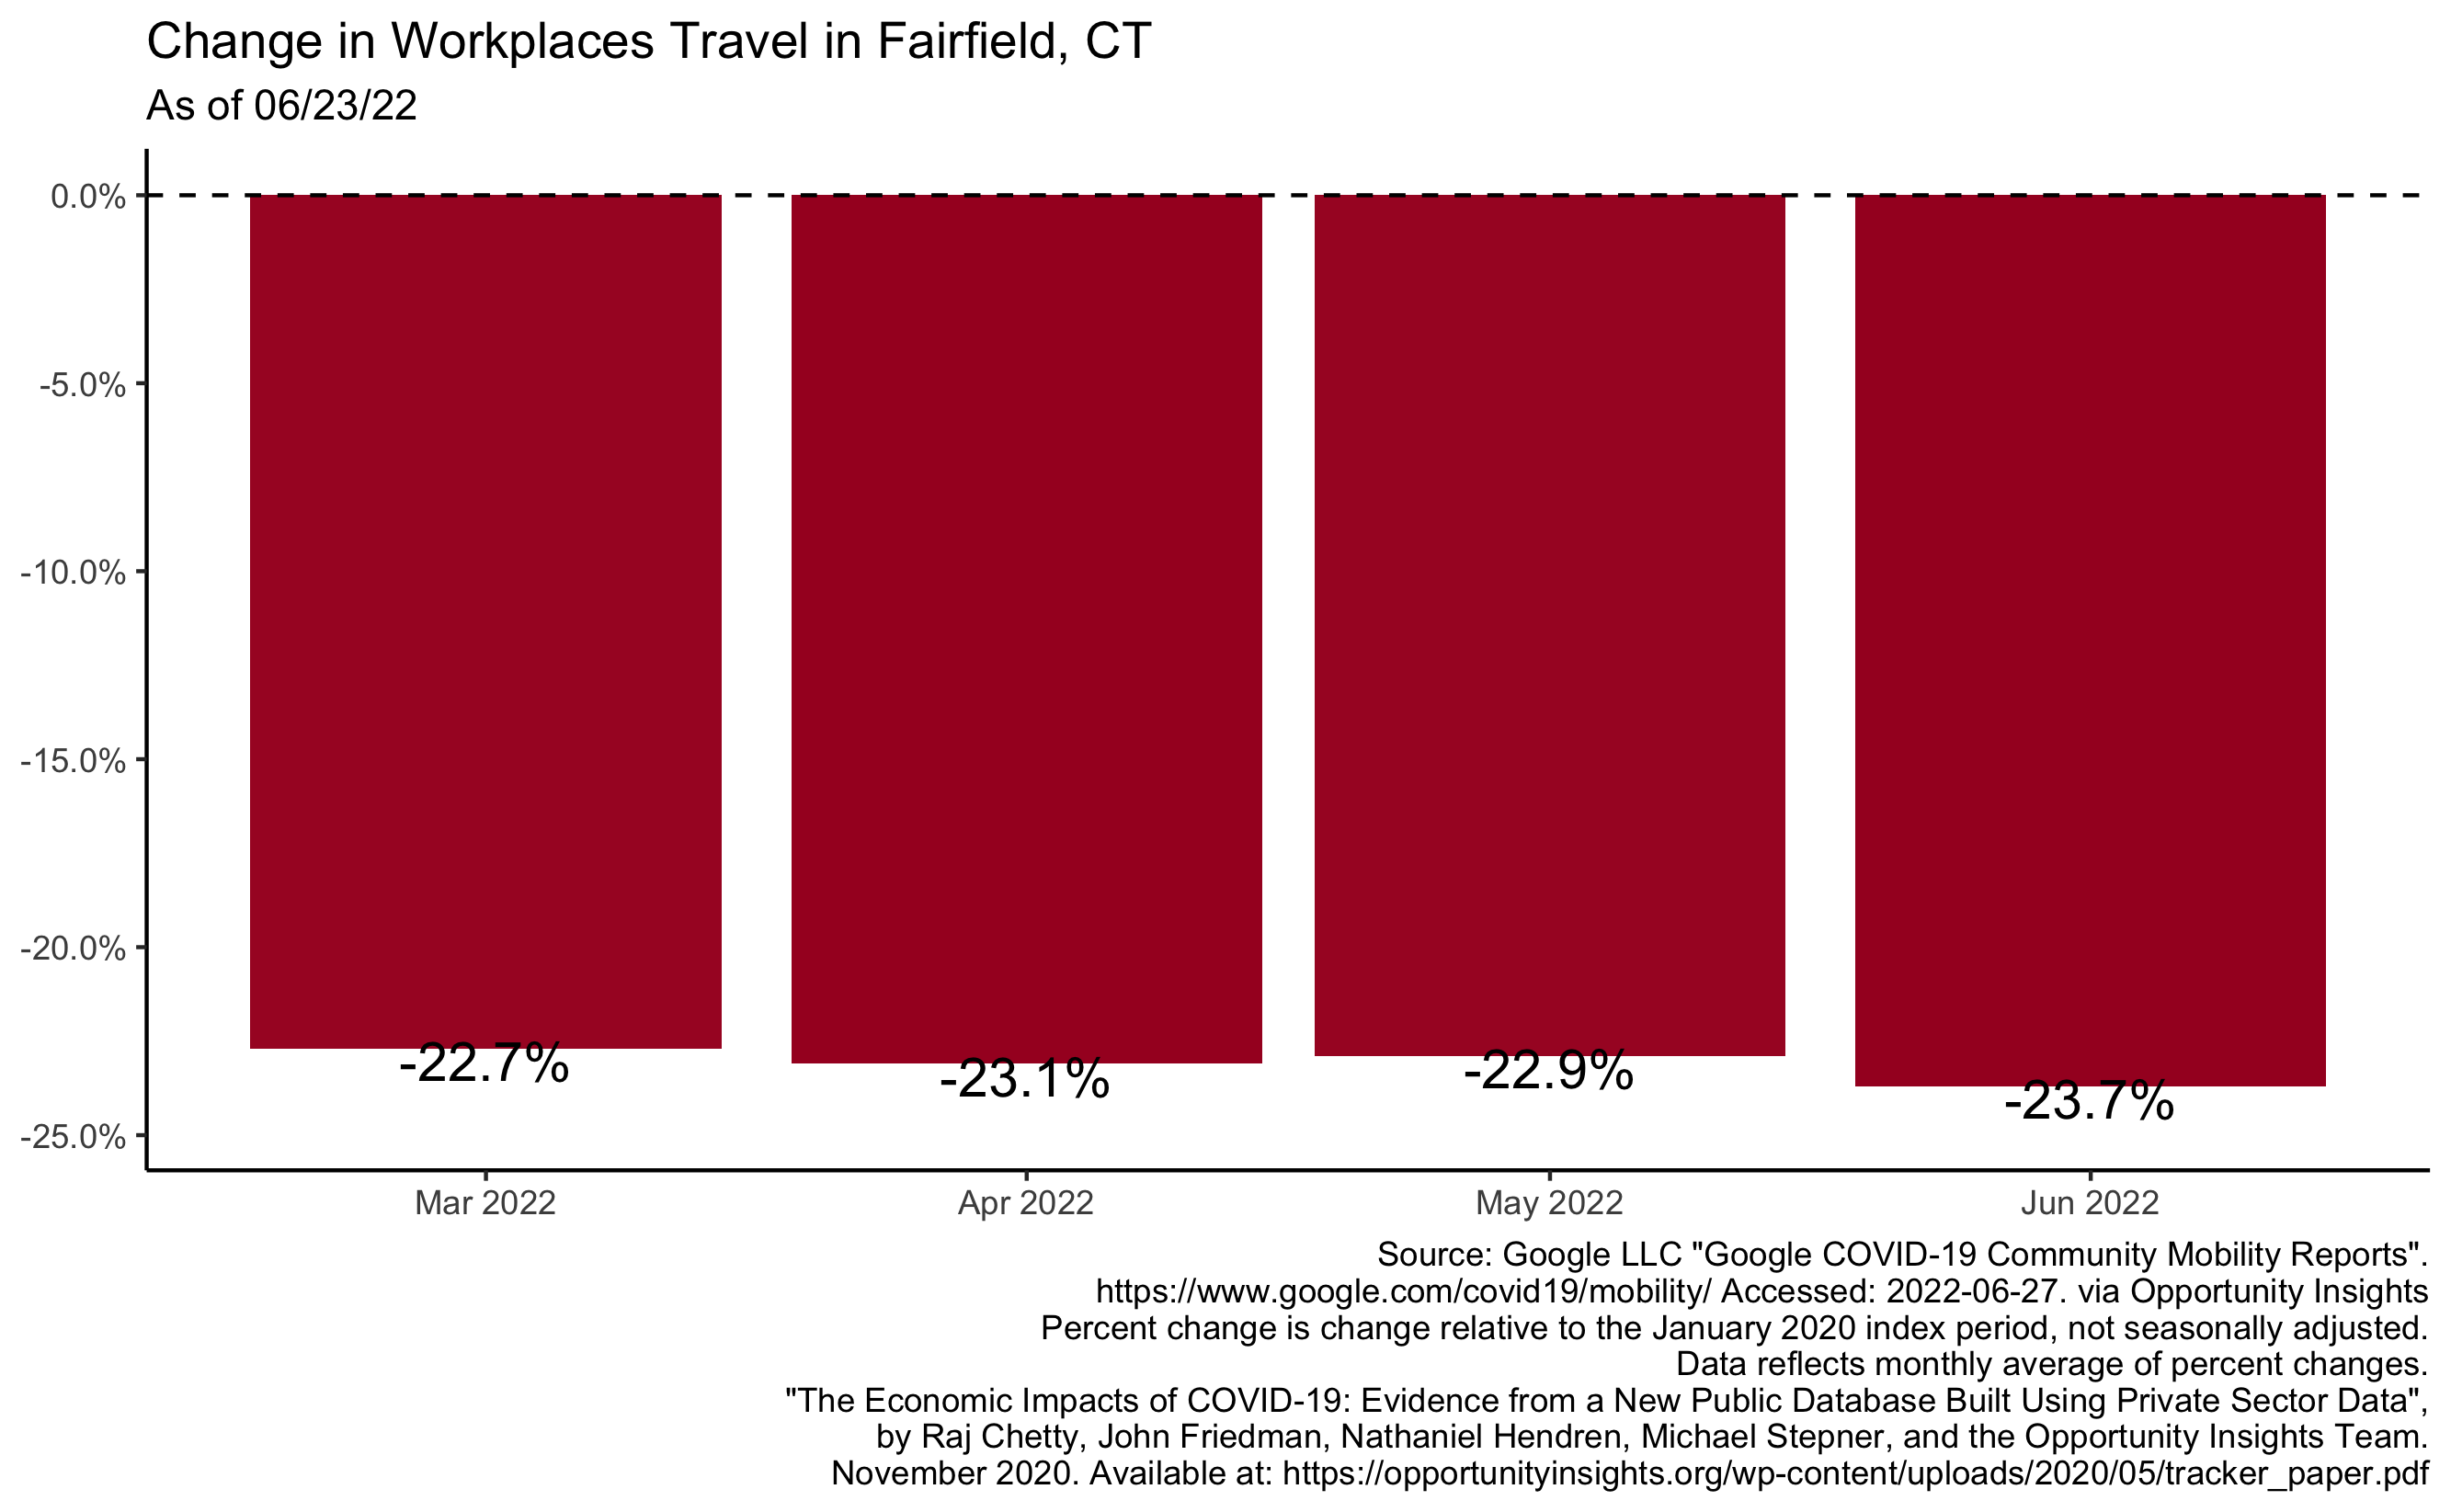 Change in Workplaces Travel in Fairfield, CT
As of 06/23/22
0.0%
-5.0%
-10.0%
-15.0%
-20.0%
-25.0%
-22.7%
-23.1%
-22.9%
-23.7%
Mar 2022
Apr 2022
May 2022
Jun 2022
Source: Google LLC "Google COVID-19 Community Mobility Reports".
https://www.google.com/covid19/mobility/ Accessed: 2022-06-27. via Opportunity Insights
Percent change is change relative to the January 2020 index period, not seasonally adjusted.
Data reflects monthly average of percent changes.
"The Economic Impacts of COVID-19: Evidence from a New Public Database Built Using Private Sector Data",
by Raj Chetty, John Friedman, Nathaniel Hendren, Michael Stepner, and the Opportunity Insights Team.
November 2020. Available at: https://opportunityinsights.org/wp-content/uploads/2020/05/tracker_paper.pdf